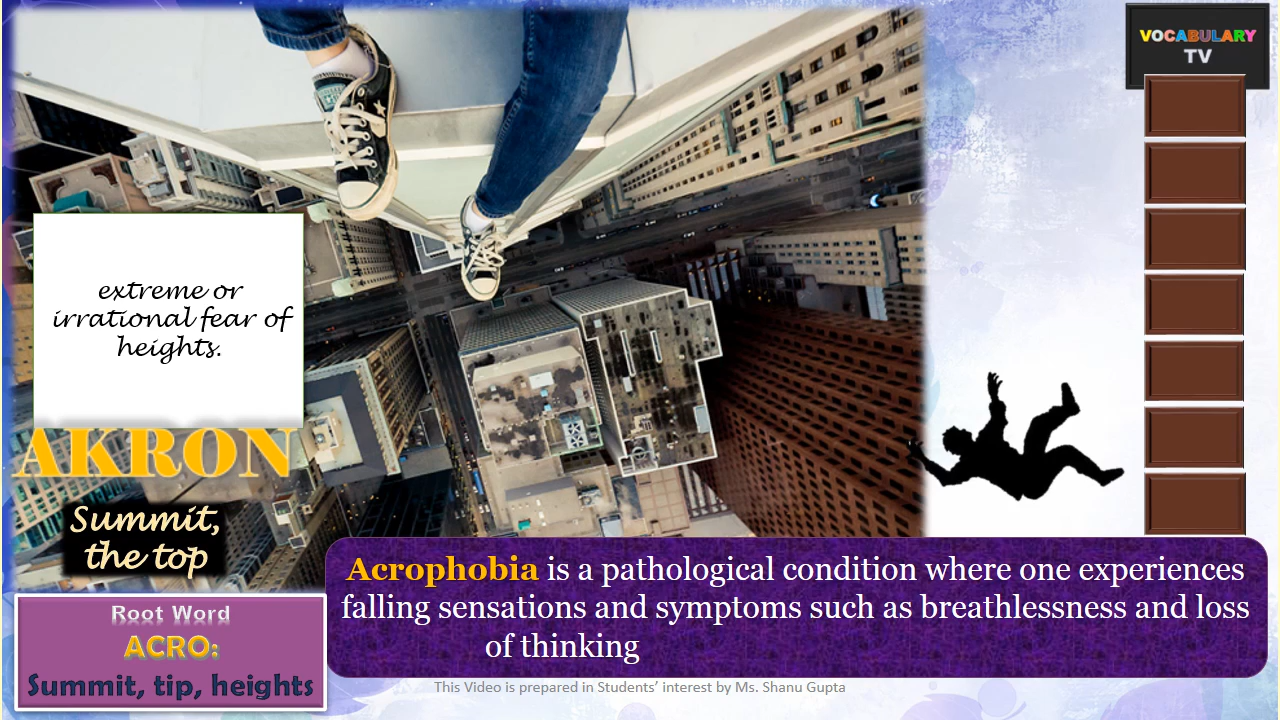 VOCABULARY
TV
extreme or
irrational fear of
heights.
AKRON
Summit,
the top
Root Word
ACRO:
Summit, tip, heights
Acrophobia is a pathological condition where one experiences
falling sensations and symptoms such as breathlessness and loss
of thinking
This Video is prepared in Students' interest by Ms. Shanu Gupta